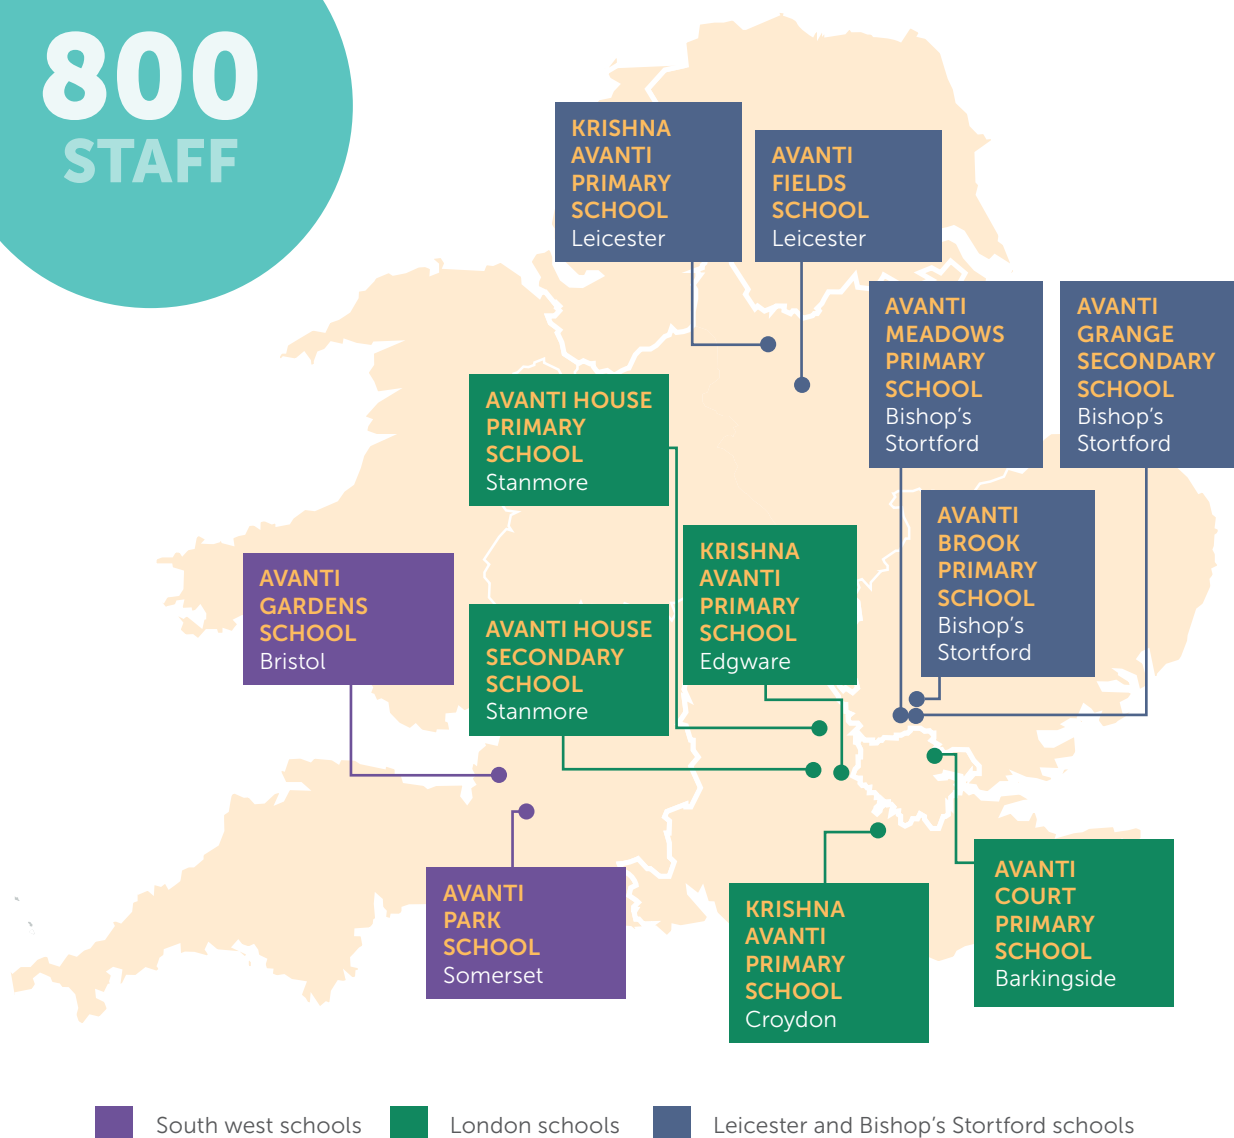 800
STAFF
KRISHNA
AVANTI
PRIMARY
SCHOOL
Leicester
AVANTI
FIELDS
SCHOOL
Leicester
AVANTI
MEADOWS
PRIMARY
SCHOOL
Bishop's
Stortford
AVANTI
GRANGE
SECONDARY
SCHOOL
Bishop's
Stortford
AVANTI HOUSE
PRIMARY
SCHOOL
Stanmore
AVANTI
BROOK
PRIMARY
SCHOOL
Bishop's
Stortford
KRISHNA
AVANTI
PRIMARY
SCHOOL
Edgware
AVANTI
GARDENS
SCHOOL
Bristol
AVANTI HOUSE
SECONDARY
SCHOOL
Stanmore
AVANTI
PARK
SCHOOL
Somerset
KRISHNA
AVANTI
PRIMARY
SCHOOL
Croydon
AVANTI
COURT
PRIMARY
SCHOOL
Barkingside
South west schools
London schools
Leicester and Bishop's Stortford schools